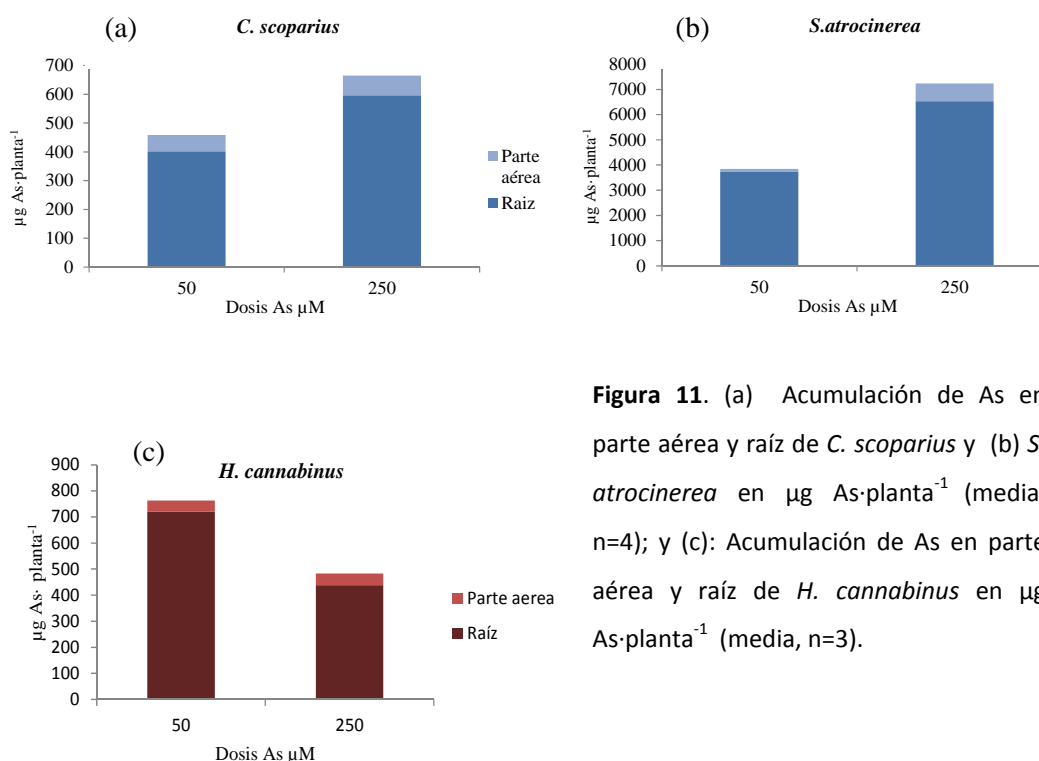 (a)
C. scoparius
700
600
500
400
300
200
100
0
µg As·planta-1
50
250
Dosis As µM
Parte
aérea
Raiz
(b)
S.atrocinerea
8000
7000
6000
5000
4000
3000
2000
1000
0
µg As·planta-1
50
250
Dosis As µM
(c)
H. cannabinus
900
800
700
600
500
400
300
200
100
0
µg As· planta-1
50
250
Dosis As µM
Parte aerea
Raíz
Figura 11. (a) Acumulación de As en
parte aérea y raíz de C. scoparius y (b) S.
atrocinerea en µg As·planta-1 (media,
n=4); y (c): Acumulación de As en parte
aérea y raíz de H. cannabinus en µg
As·planta-1 (media, n=3).